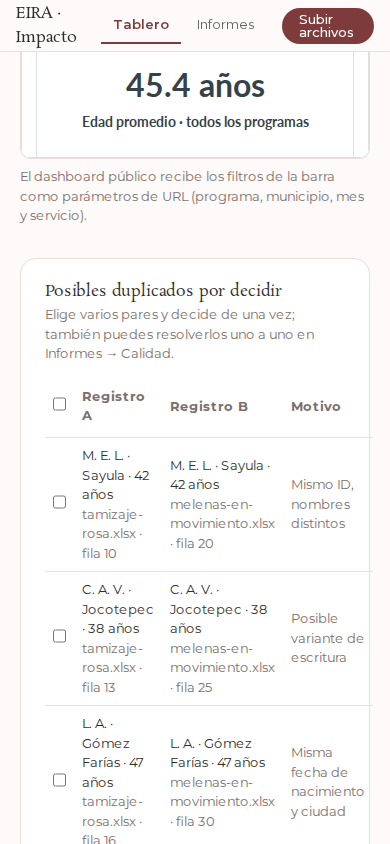 EIRA ·
Impacto
Tablero
Informes
Subir
archivos
45.4 años
Edad promedio · todos los programas
El dashboard público recibe los filtros de la barra
como parámetros de URL (programa, municipio, mes
y servicio).
Posibles duplicados por decidir
Elige varios pares y decide de una vez;
también puedes resolverlos uno a uno en
Informes → Calidad.
Registro
A
Registro B
Motivo
M. E. L. ·
Sayula · 42
años
tamizaje-
rosa.xlsx ·
fila 10
M. E. L. · Sayula ·
42 años
melenas-en-
movimiento.xlsx
· fila 20
Mismo ID,
nombres
distintos
C. A. V. ·
Jocotepec
· 38 años
tamizaje-
rosa.xlsx ·
fila 13
C. A. V. ·
Jocotepec · 38
años
melenas-en-
movimiento.xlsx
· fila 25
Posible
variante de
escritura
L. A. ·
Gómez
Farías · 47
años
tamizaje-
rosa.xlsx ·
fila 16
L. A. · Gómez
Farías · 47 años
melenas-en-
movimiento.xlsx
· fila 30
Misma
fecha de
nacimiento
y ciudad